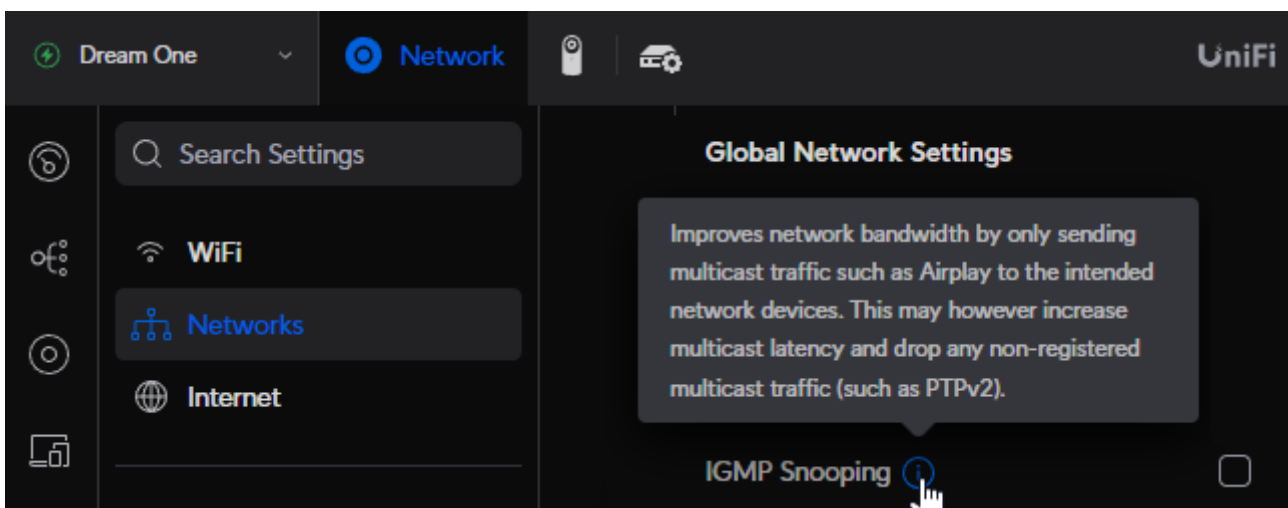 Dream One
Network
UniFi
Search Settings
WiFi
Networks
Internet
Global Network Settings
Improves network bandwidth by only sending
multicast traffic such as Airplay to the intended
network devices. This may however increase
multicast latency and drop any non-registered
multicast traffic (such as PTPv2).
IGMP Snooping